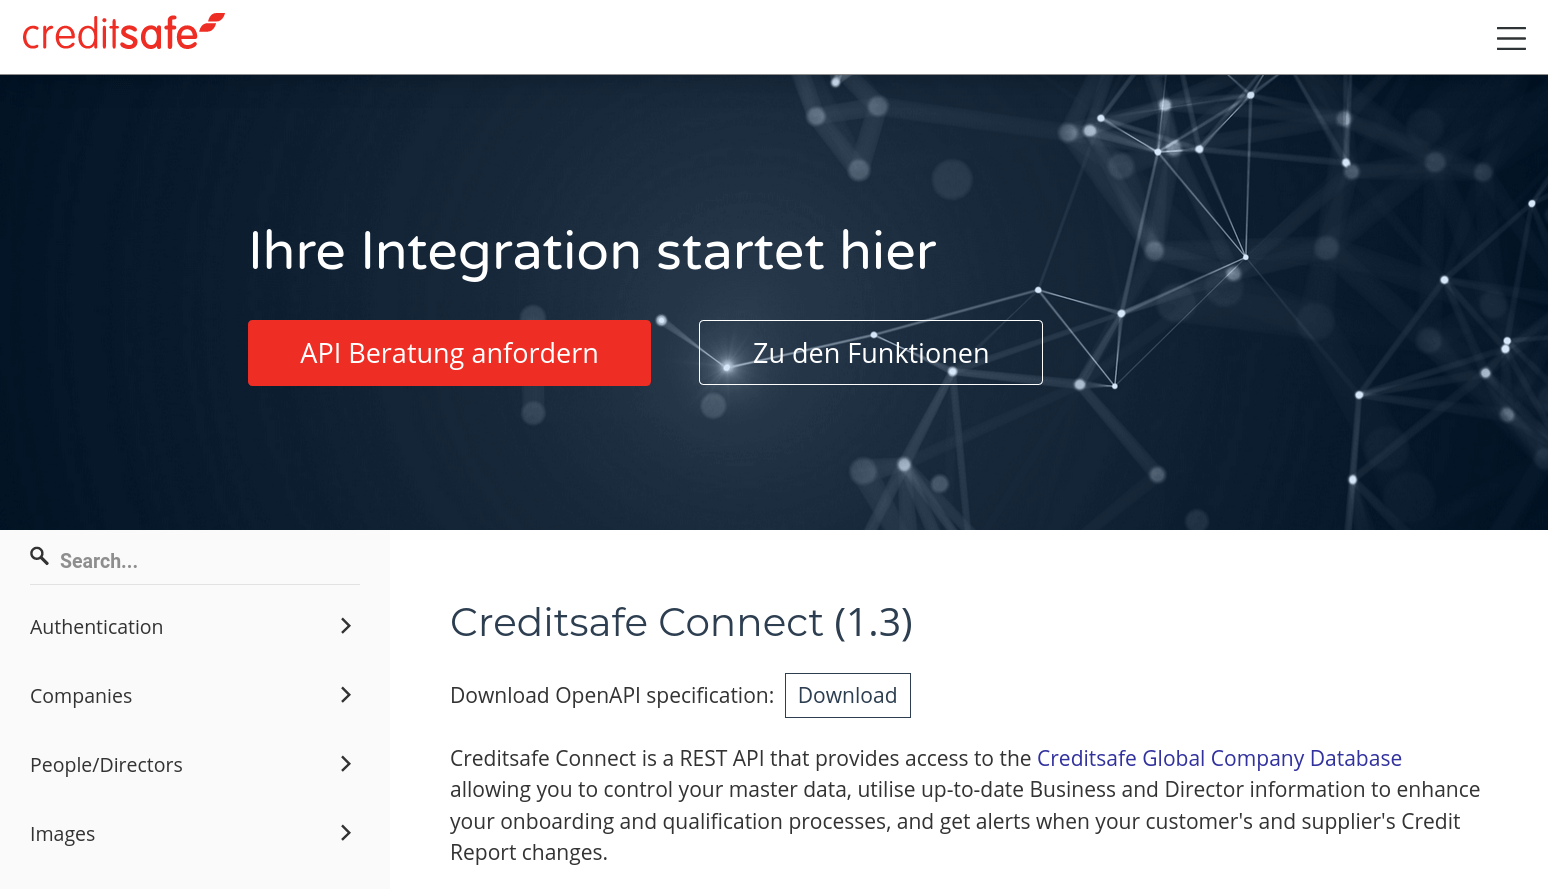 creditsafe
Ihre Integration startet hier
API Beratung anfordern
Zu den Funktionen
Search...
Authentication
Companies
People/Directors
Images
Creditsafe Connect (1.3)
Download OpenAPI specification: Download
Creditsafe Connect is a REST API that provides access to the Creditsafe Global Company Database
allowing you to control your master data, utilise up-to-date Business and Director information to enhance
your onboarding and qualification processes, and get alerts when your customer's and supplier's Credit
Report changes.